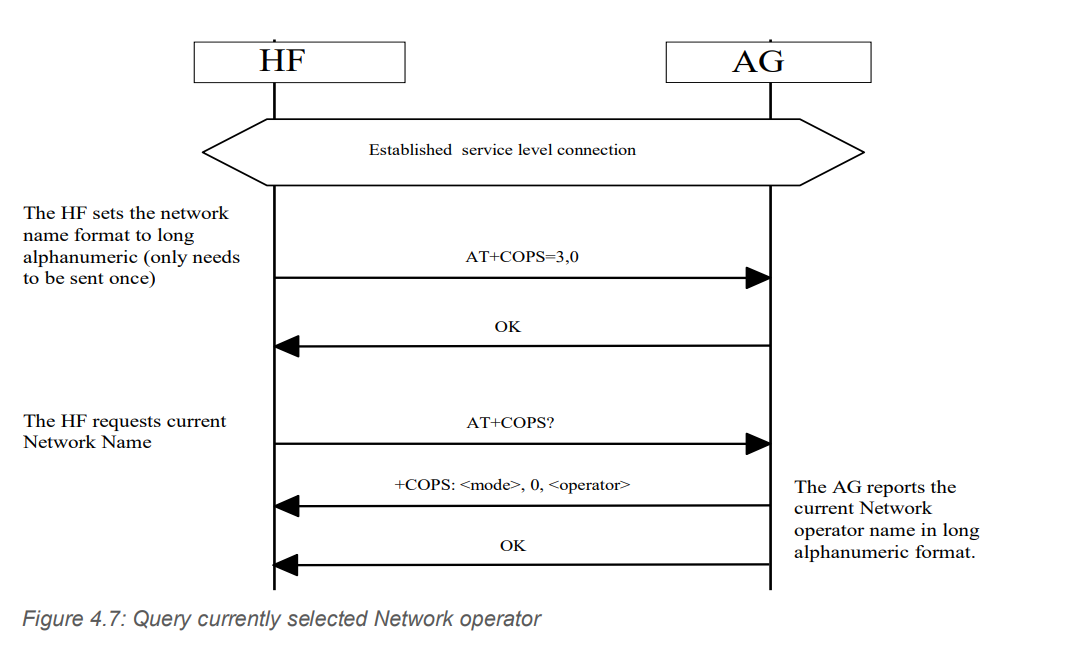 HF
AG
Established service level connection
The HF sets the network
name format to long
alphanumeric (only needs
to be sent once)
AT+COPS=3,0
OK
The HF requests current
Network Name
AT+COPS?
+COPS: <mode>, 0, <operator>
The AG reports the
current Network
operator name in long
alphanumeric format.
OK
Figure 4.7: Query currently selected Network operator